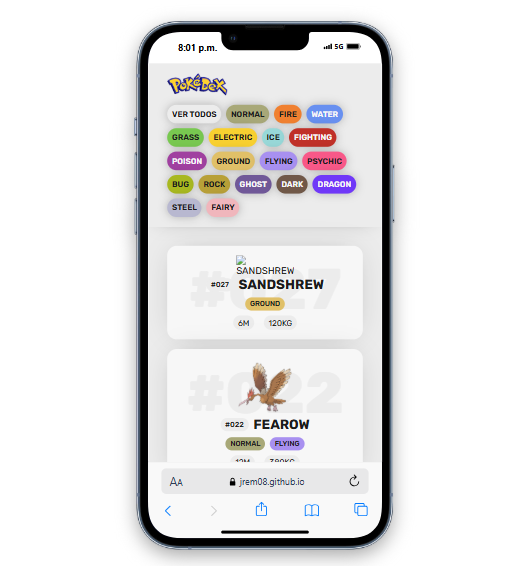 8:01 p.m. 5G
POKéDEX
VER TODOS NORMAL FIRE WATER
GRASS ELECTRIC ICE FIGHTING
POISON GROUND FLYING PSYCHIC
BUG ROCK GHOST DARK DRAGON
STEEL FAIRY
#027
SANDSHREW
#027 SANDSHREW
GROUND
6M 120KG
#022
#022 FEAROW
NORMAL FLYING
12M 380KG
AA jrem08.github.io